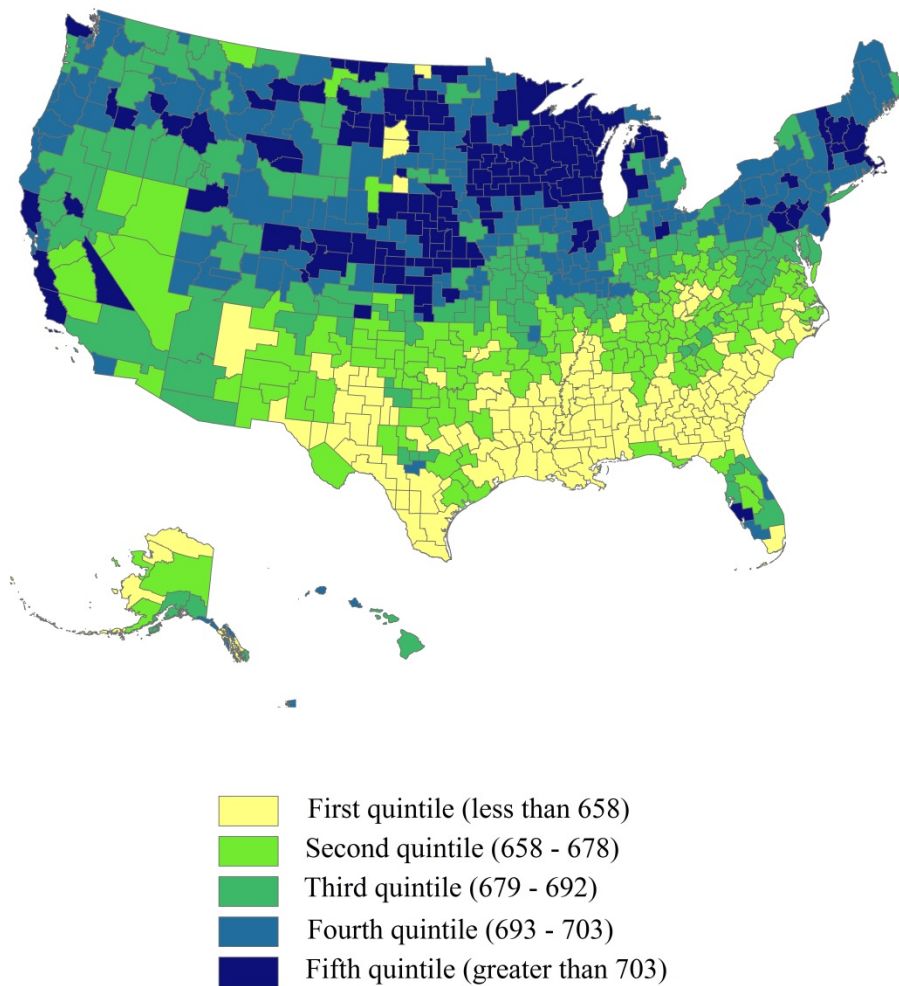 First quintile (less than 658)
Second quintile (658 - 678)
Third quintile (679 - 692)
Fourth quintile (693 - 703)
Fifth quintile (greater than 703)